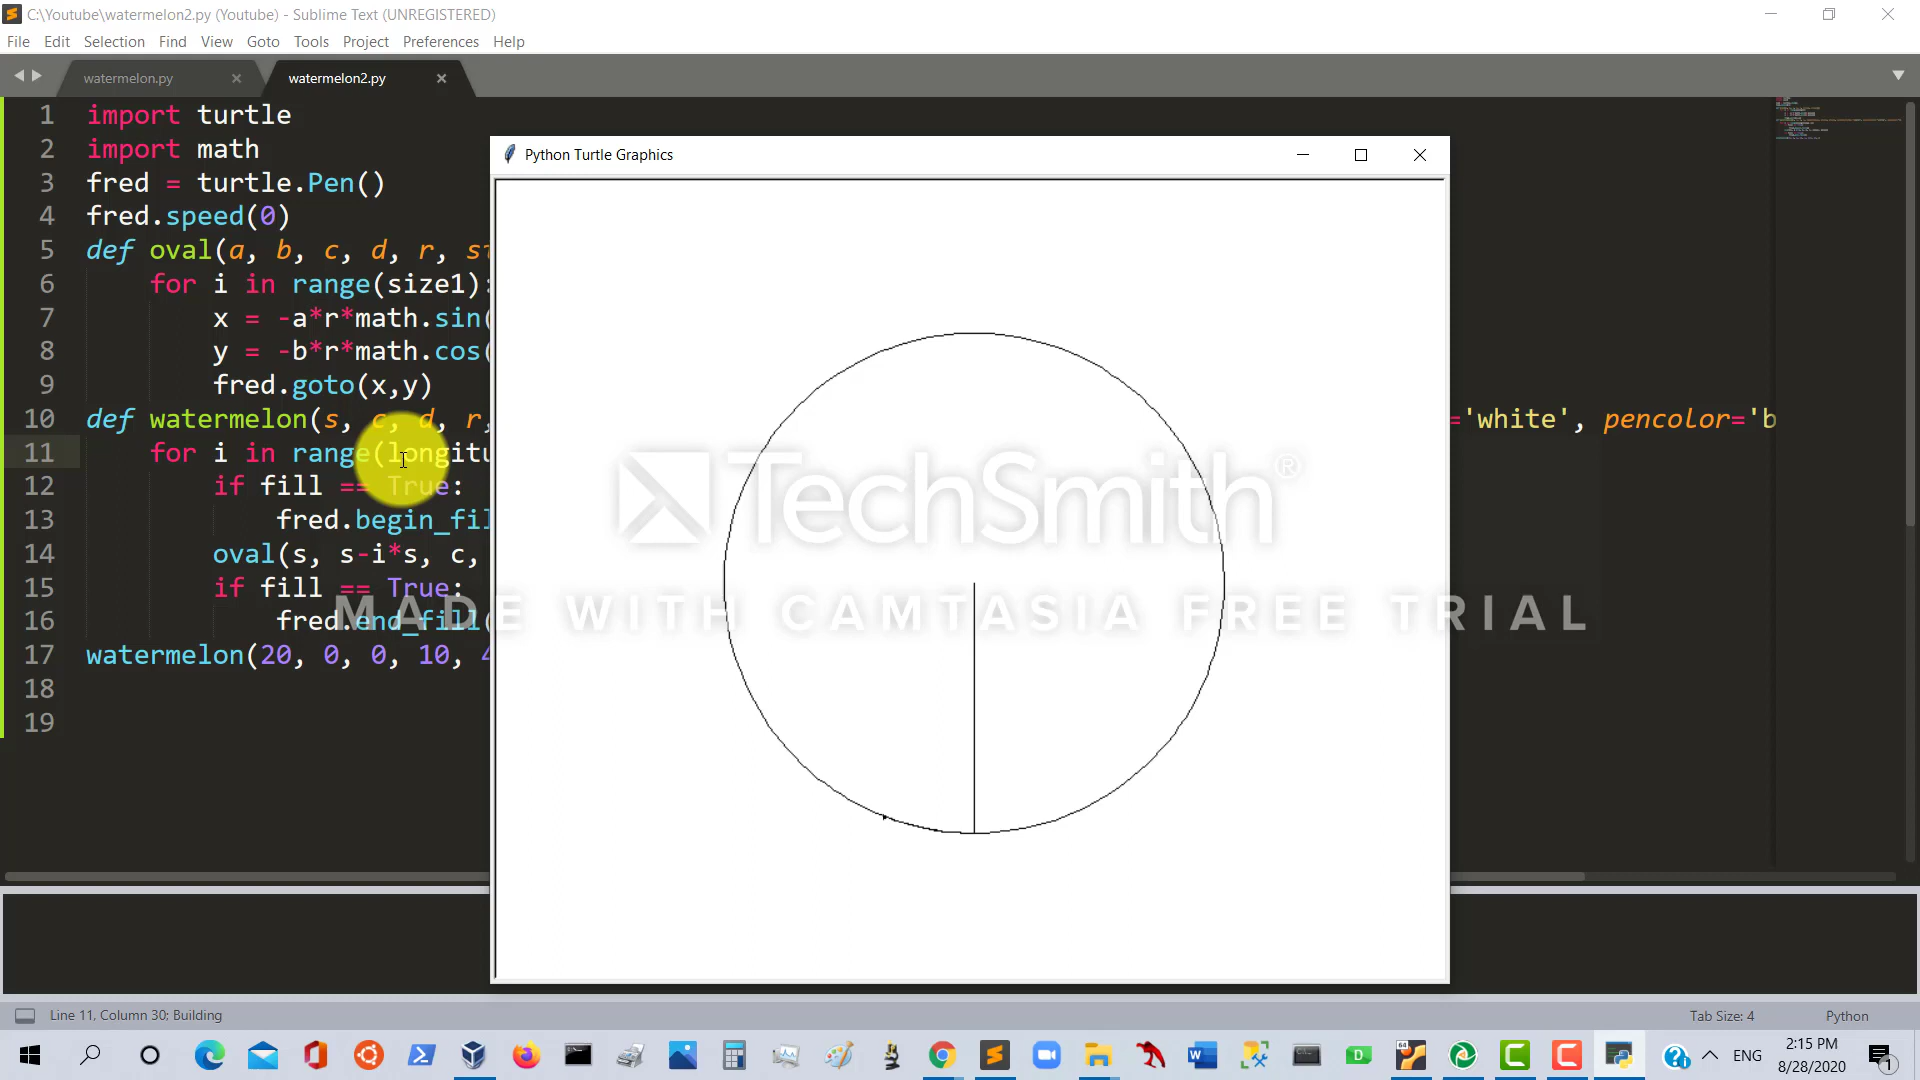 C:\Youtube\watermelon2.py (Youtube) - Sublime Text (UNREGISTERED)
File Edit Selection Find View Goto Tools Project Preferences Help
watermelon.py watermelon2.py
1 import turtle
2 import math
Python Turtle Graphics
3 fred = turtle.Pen()
4 fred.speed(0)
5 def oval(a, b, c, d, r,
6 for i in range(size1)
7 x = -a*r*math.sin(
8 y = -b*r*math.cos(
9 fred.goto(x,y)
10 def watermelon(s, c, d, r, ='white', pencolor='b
11 for i in range(longitu
12 if fill == True:
13 fred.begin_fil
14 oval(s, s-i*s, c,
15 if fill == True:
16 fred.end_fill(
17 watermelon(20, 0, 0, 10, 4
18
19
TechSmith®
MADE WITH CAMTASIA FREE TRIAL
Line 11, Column 30; Building Tab Size: 4 Python
ENG
2:15 PM
8/28/2020